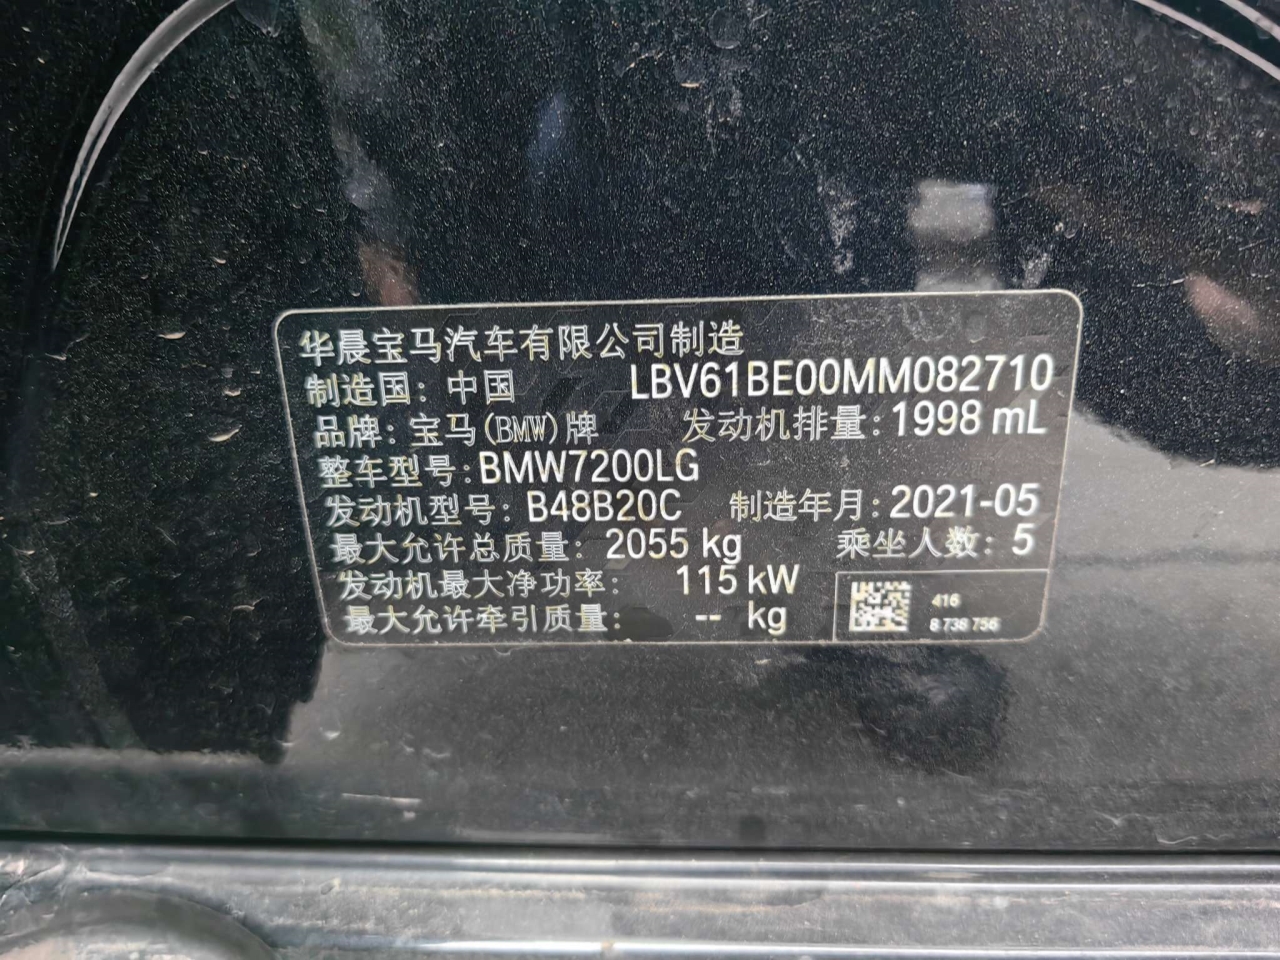 华晨宝马汽车有限公司制造
制造国：中国 LBV61BE00MM082710
品牌：宝马(BMW)牌 发动机排量：1998 mL
整车型号：BMW7200LG
发动机型号：B48B20C 制造年月：2021-05
最大允许总质量：2055 kg 乘坐人数：5
发动机最大净功率：115 kW
最大允许牵引质量：-- kg
416
8 738 756